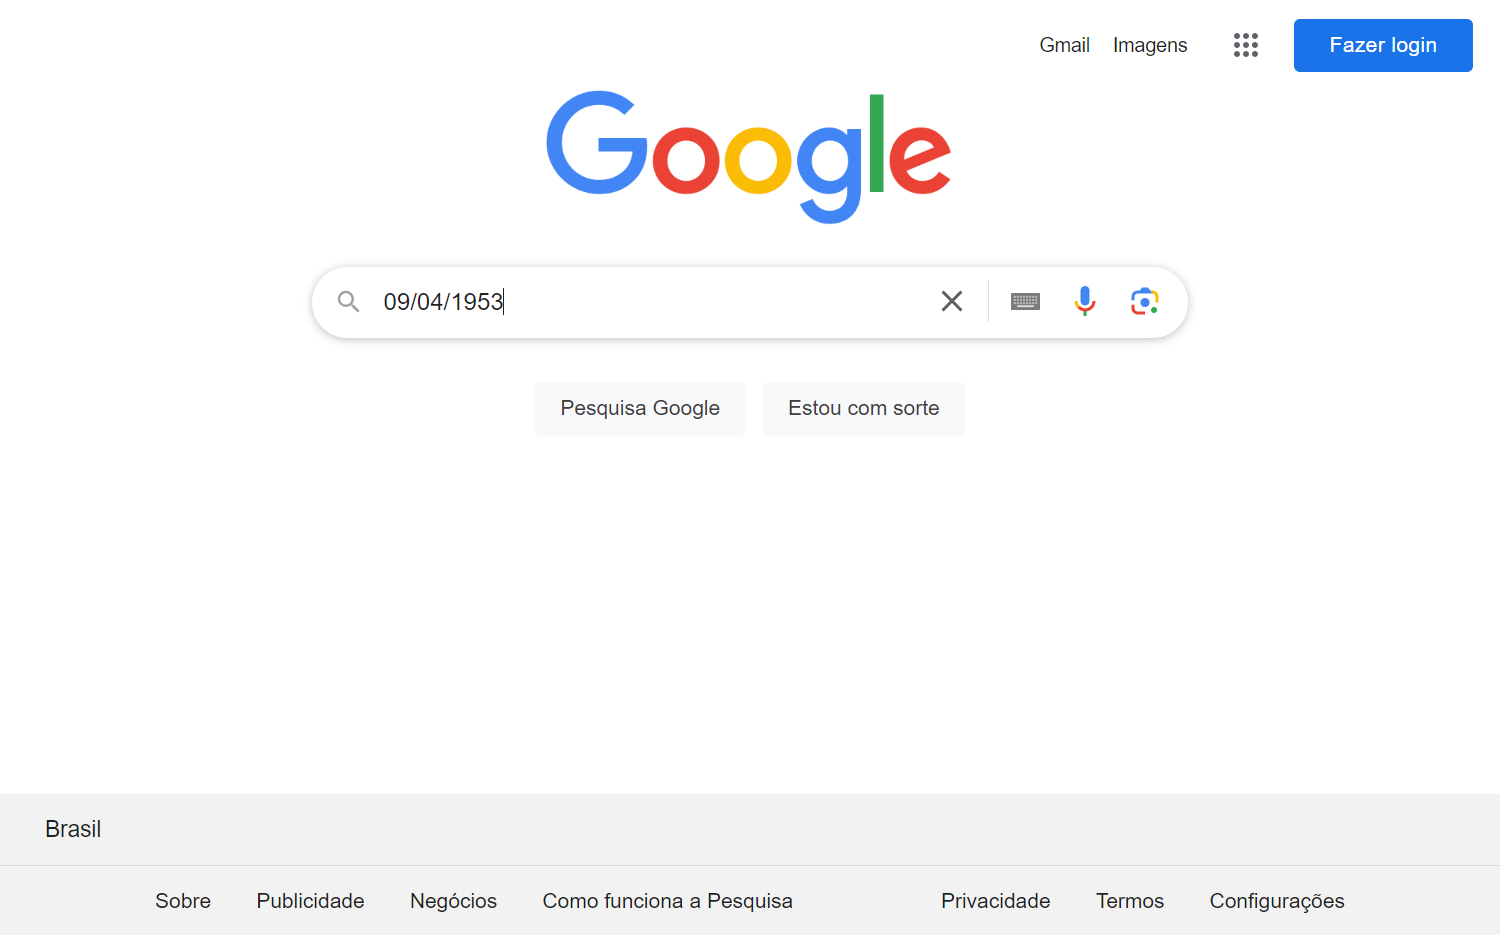 Gmail Imagens Fazer login
Google
09/04/1953
Pesquisa Google Estou com sorte
Brasil
Sobre Publicidade Negócios Como funciona a Pesquisa Privacidade Termos Configurações